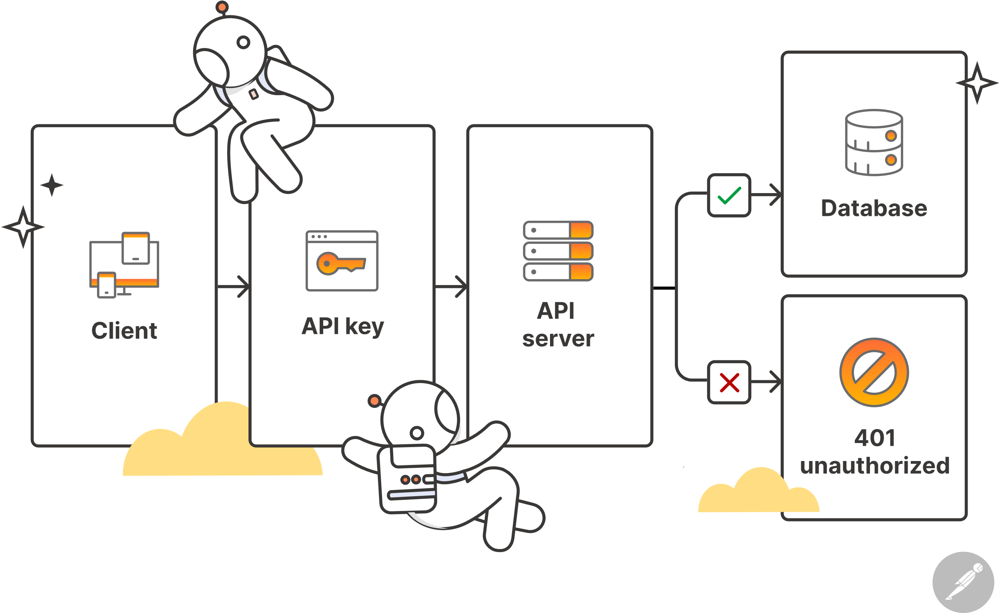 Client
API key
API
server
Database
401
unauthorized